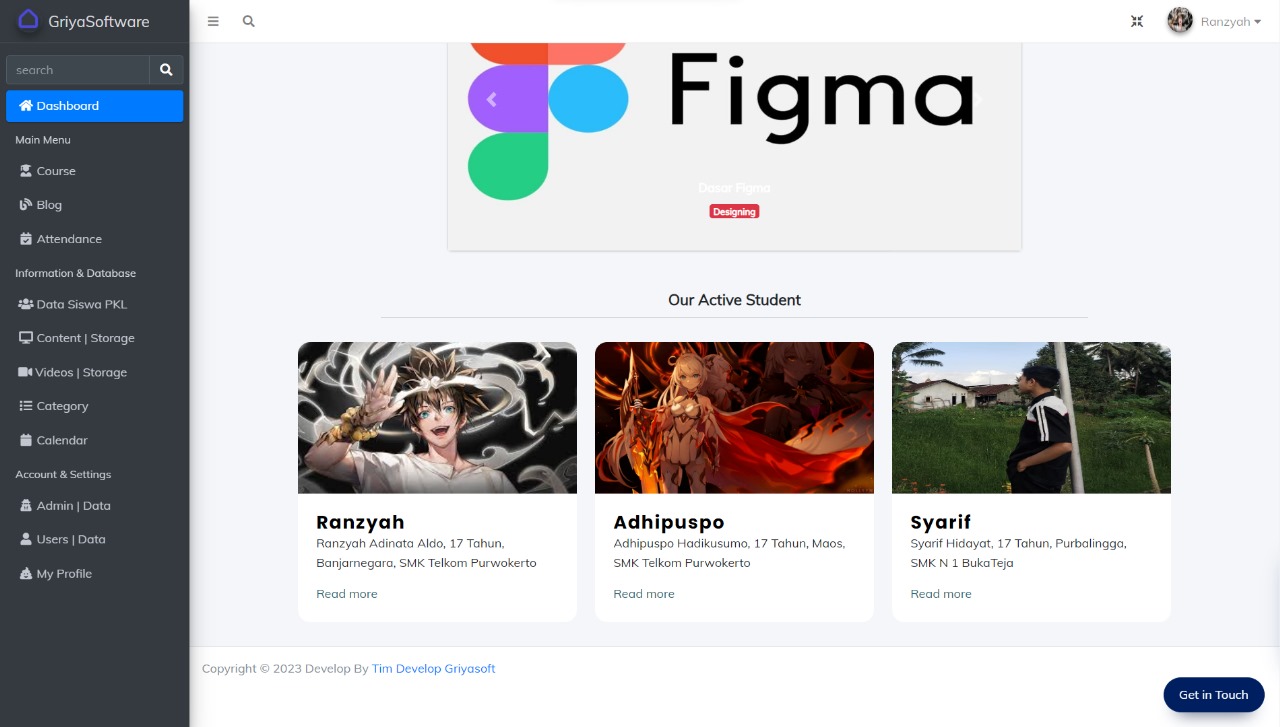 GriyaSoftware
search
Dashboard
Main Menu
Course
Blog
Attendance
Information & Database
Data Siswa PKL
Content | Storage
Videos | Storage
Category
Calendar
Account & Settings
Admin | Data
Users | Data
My Profile
Ranzyah
Figma
Dasar Figma
Designing
Our Active Student
Ranzyah
Ranzyah Adinata Aldo, 17 Tahun,
Banjarnegara, SMK Telkom Purwokerto
Read more
Adhipuspo
Adhipuspo Hadikusumo, 17 Tahun, Maos,
SMK Telkom Purwokerto
Read more
Syarif
Syarif Hidayat, 17 Tahun, Purbalingga,
SMK N 1 BukaTeja
Read more
Copyright © 2023 Develop By Tim Develop Griyasoft
Get in Touch